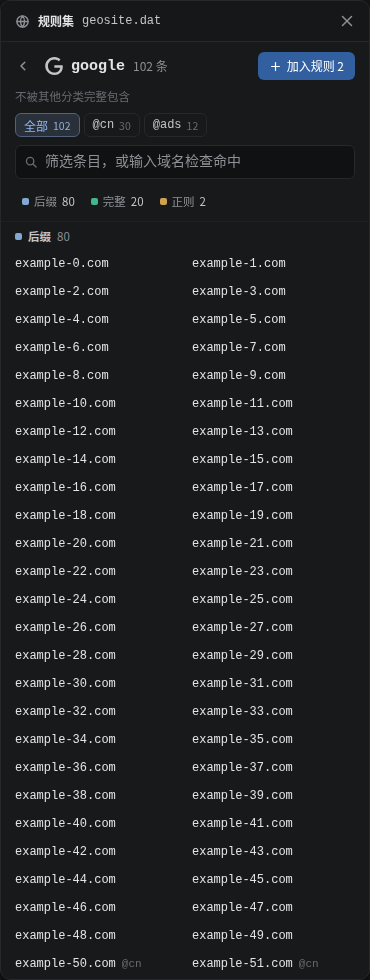 规则集 geosite.dat
google 102 条 + 加入规则 2
不被其他分类完整包含
全部 102 @cn 30 @ads 12
筛选条目，或输入域名检查命中
后缀 80 完整 20 正则 2
后缀 80
example-0.com example-1.com
example-2.com example-3.com
example-4.com example-5.com
example-6.com example-7.com
example-8.com example-9.com
example-10.com example-11.com
example-12.com example-13.com
example-14.com example-15.com
example-16.com example-17.com
example-18.com example-19.com
example-20.com example-21.com
example-22.com example-23.com
example-24.com example-25.com
example-26.com example-27.com
example-28.com example-29.com
example-30.com example-31.com
example-32.com example-33.com
example-34.com example-35.com
example-36.com example-37.com
example-38.com example-39.com
example-40.com example-41.com
example-42.com example-43.com
example-44.com example-45.com
example-46.com example-47.com
example-48.com example-49.com
example-50.com @cn example-51.com @cn